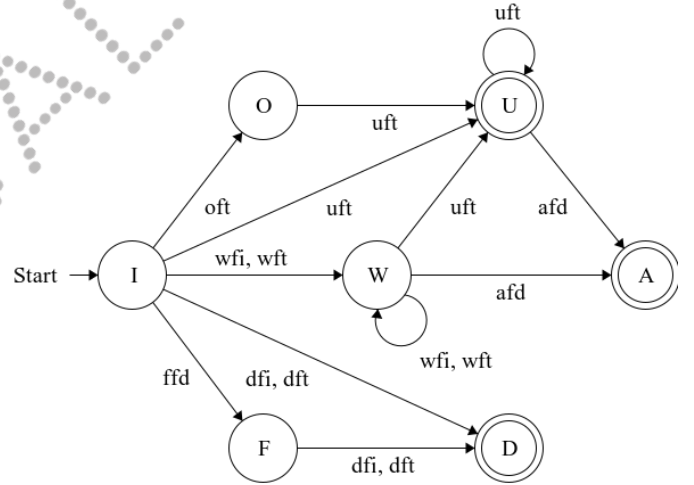 uft
O
U
uft
oft
uft
uft
afd
Start
I
wfi, wft
W
afd
A
wfi, wft
ffd
dfi, dft
F
dfi, dft
D